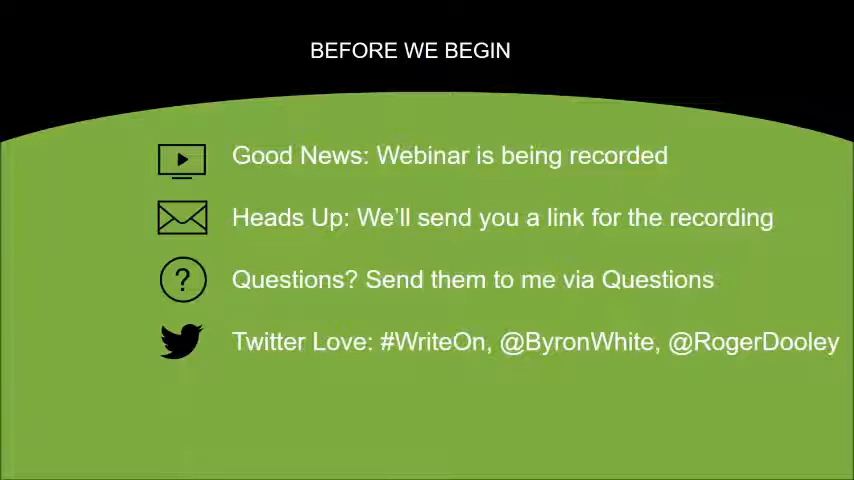 BEFORE WE BEGIN
Good News: Webinar is being recorded
Heads Up: We'll send you a link for the recording
Questions? Send them to me via Questions
Twitter Love: #WriteOn, @ByronWhite, @RogerDooley